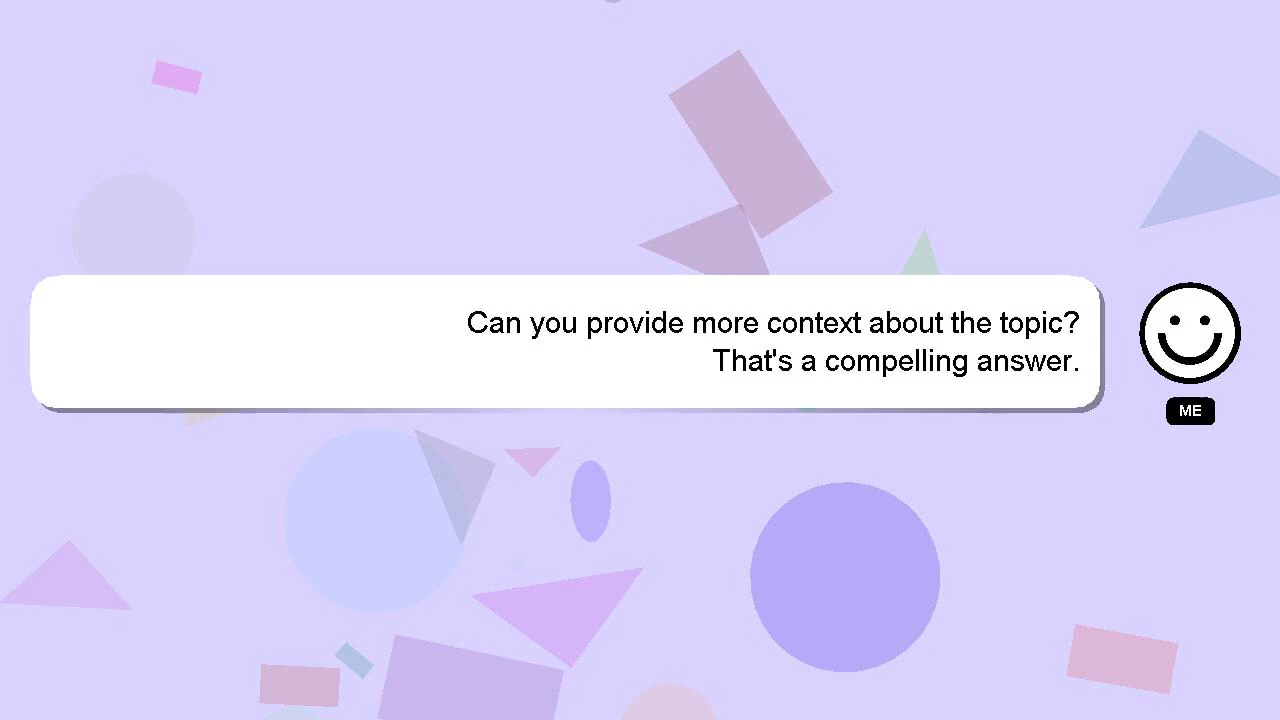 Can you provide more context about the topic?
That's a compelling answer.
ME